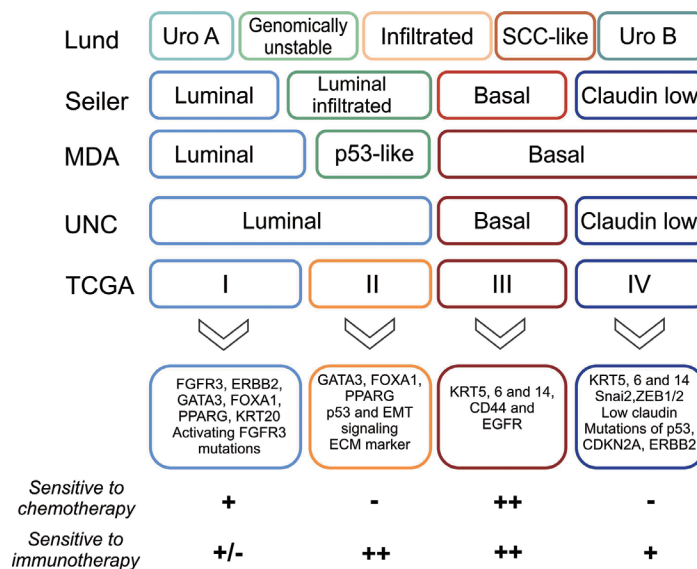 Lund Uro A Genomically unstable Infiltrated SCC-like Uro B
Seiler Luminal Luminal infiltrated Basal Claudin low
MDA Luminal p53-like Basal
UNC Luminal Basal Claudin low
TCGA I II III IV
FGFR3, ERBB2,
GATA3, FOXA1,
PPARG, KRT20
Activating FGFR3
mutations
GATA3, FOXA1,
PPARG
p53 and EMT
signaling
ECM marker
KRT5, 6 and 14,
CD44 and
EGFR
KRT5, 6 and 14
Snai2,ZEB1/2
Low claudin
Mutations of p53,
CDKN2A, ERBB2
Sensitive to
chemotherapy + - ++ -
Sensitive to
immunotherapy +/- ++ ++ +